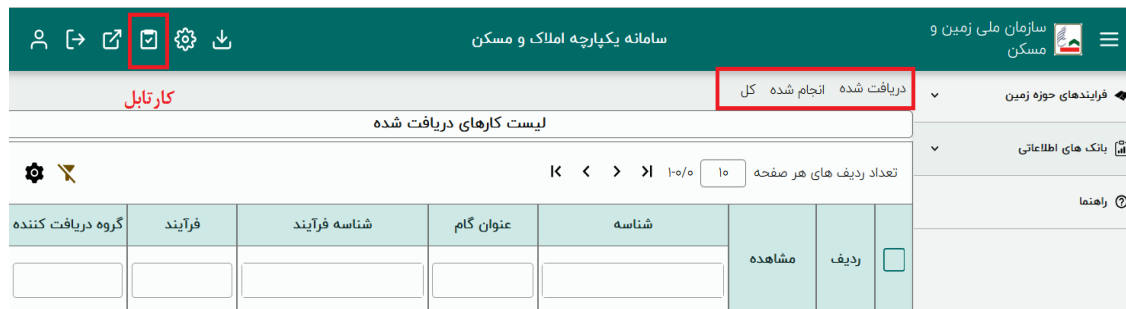 سازمان ملی زمین و
مسکن
سامانه یکپارچه املاک و مسکن
کارتابل
دریافت شده انجام شده کل
لیست کارهای دریافت شده
فرایندهای حوزه زمین
بانک های اطلاعاتی
راهنما
تعداد ردیف های هر صفحه ۱۰ ۱-۰/۰
ردیف مشاهده شناسه عنوان گام شناسه فرآیند فرآیند گروه دریافت کننده